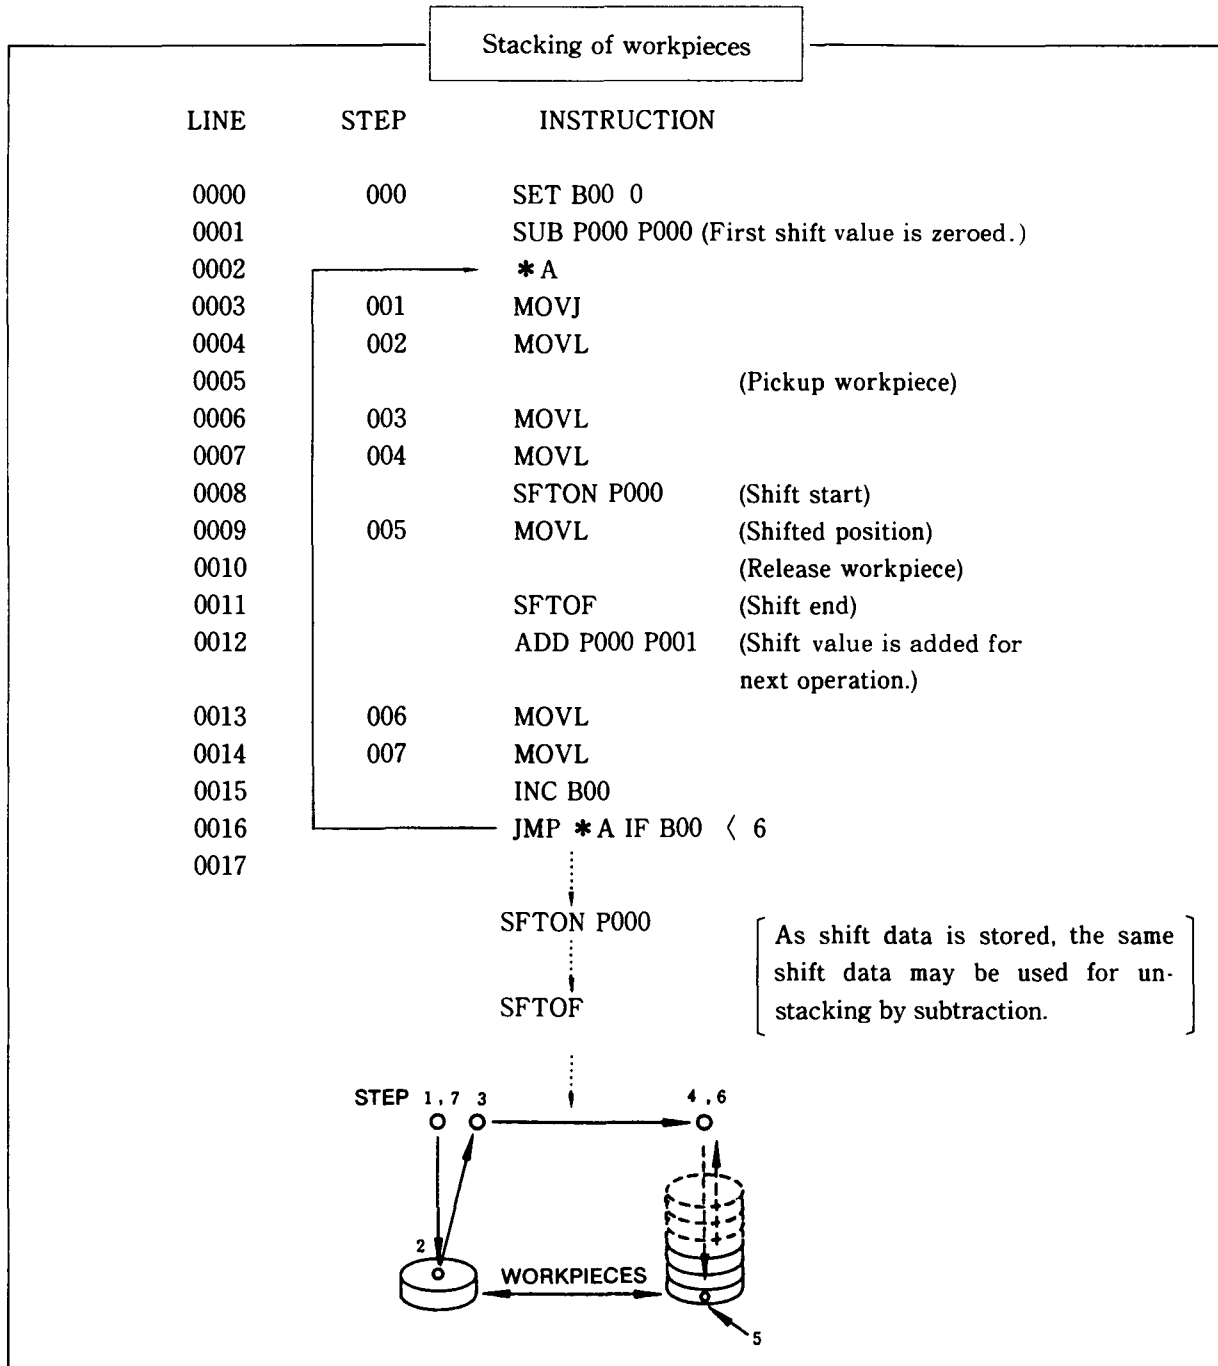 Stacking of workpieces
LINE STEP INSTRUCTION
0000 000 SET B00 0
0001 SUB P000 P000 (First shift value is zeroed.)
0002 ＊A
0003 001 MOVJ
0004 002 MOVL
0005 (Pickup workpiece)
0006 003 MOVL
0007 004 MOVL
0008 SFTON P000 (Shift start)
0009 005 MOVL (Shifted position)
0010 (Release workpiece)
0011 SFTOF (Shift end)
0012 ADD P000 P001 (Shift value is added for
next operation.)
0013 006 MOVL
0014 007 MOVL
0015 INC B00
0016 JMP ＊A IF B00 〈 6
0017
SFTON P000
SFTOF
As shift data is stored, the same
shift data may be used for un-
stacking by subtraction.
STEP 1 , 7 3 4 , 6
2
WORKPIECES
5